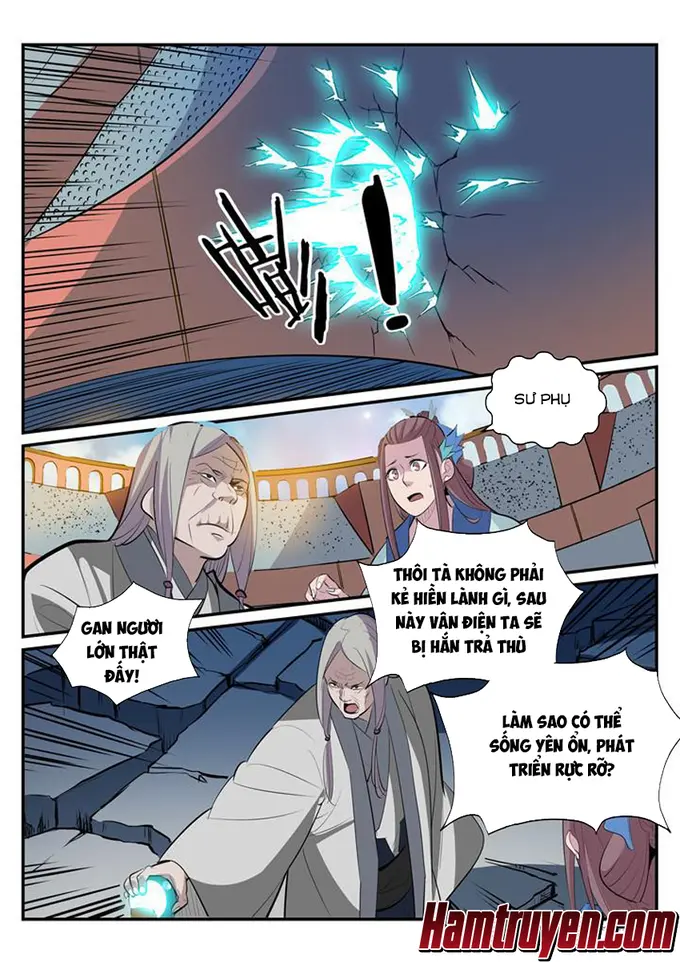 SƯ PHỤ
THÔI TÀ KHÔNG PHẢI
KẺ HIỀN LÀNH GÌ, SAU
NÀY VÂN ĐIỆN TA SẼ
BỊ HẮN TRẢ THÙ
GAN NGƯƠI
LỚN THẬT
ĐẤY!
LÀM SAO CÓ THỂ
SỐNG YÊN ỔN, PHÁT
TRIỂN RỰC RỠ?
Hamtruyen.com